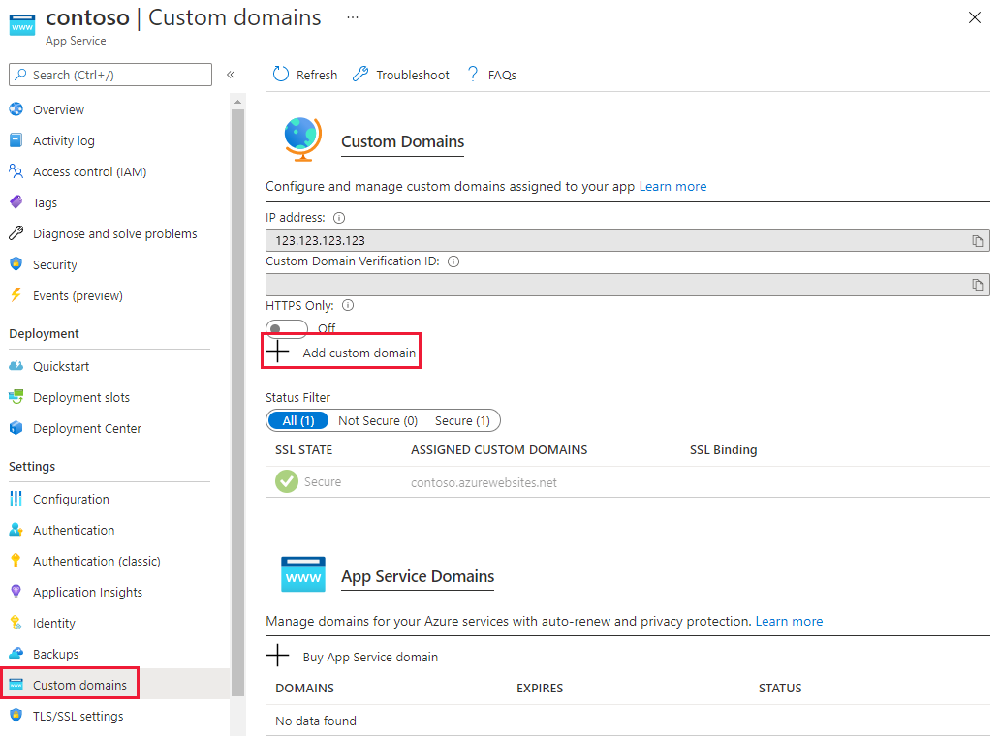 contoso | Custom domains ...
App Service
Search (Ctrl+/)
Overview
Activity log
Access control (IAM)
Tags
Diagnose and solve problems
Security
Events (preview)
Deployment
Quickstart
Deployment slots
Deployment Center
Settings
Configuration
Authentication
Authentication (classic)
Application Insights
Identity
Backups
Custom domains
TLS/SSL settings
Refresh Troubleshoot FAQs
Custom Domains
Configure and manage custom domains assigned to your app Learn more
IP address:
123.123.123.123
Custom Domain Verification ID:
HTTPS Only:
Off
Add custom domain
Status Filter
All (1) Not Secure (0) Secure (1)
SSL STATE ASSIGNED CUSTOM DOMAINS SSL Binding
Secure contoso.azurewebsites.net
www App Service Domains
Manage domains for your Azure services with auto-renew and privacy protection. Learn more
Buy App Service domain
DOMAINS EXPIRES STATUS
No data found